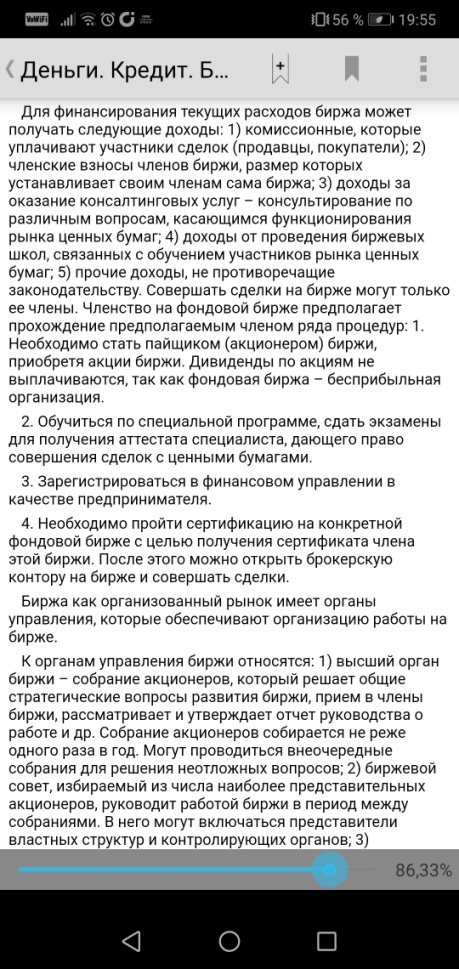 VoWiFi
56 %
19:55
Деньги. Кредит. Б...
Для финансирования текущих расходов биржа может
получать следующие доходы: 1) комиссионные, которые
уплачивают участники сделок (продавцы, покупатели); 2)
членские взносы членов биржи, размер которых
устанавливает своим членам сама биржа; 3) доходы за
оказание консалтинговых услуг – консультирование по
различным вопросам, касающимся функционирования
рынка ценных бумаг; 4) доходы от проведения биржевых
школ, связанных с обучением участников рынка ценных
бумаг; 5) прочие доходы, не противоречащие
законодательству. Совершать сделки на бирже могут только
ее члены. Членство на фондовой бирже предполагает
прохождение предполагаемым членом ряда процедур: 1.
Необходимо стать пайщиком (акционером) биржи,
приобретя акции биржи. Дивиденды по акциям не
выплачиваются, так как фондовая биржа – бесприбыльная
организация.
2. Обучиться по специальной программе, сдать экзамены
для получения аттестата специалиста, дающего право
совершения сделок с ценными бумагами.
3. Зарегистрироваться в финансовом управлении в
качестве предпринимателя.
4. Необходимо пройти сертификацию на конкретной
фондовой бирже с целью получения сертификата члена
этой биржи. После этого можно открыть брокерскую
контору на бирже и совершать сделки.
Биржа как организованный рынок имеет органы
управления, которые обеспечивают организацию работы на
бирже.
К органам управления биржи относятся: 1) высший орган
биржи – собрание акционеров, который решает общие
стратегические вопросы развития биржи, прием в члены
биржи, рассматривает и утверждает отчет руководства о
работе и др. Собрание акционеров собирается не реже
одного раза в год. Могут проводиться внеочередные
собрания для решения неотложных вопросов; 2) биржевой
совет, избираемый из числа наиболее представительных
акционеров, руководит работой биржи в период между
собраниями. В него могут включаться представители
властных структур и контролирующих органов; 3)
86,33%